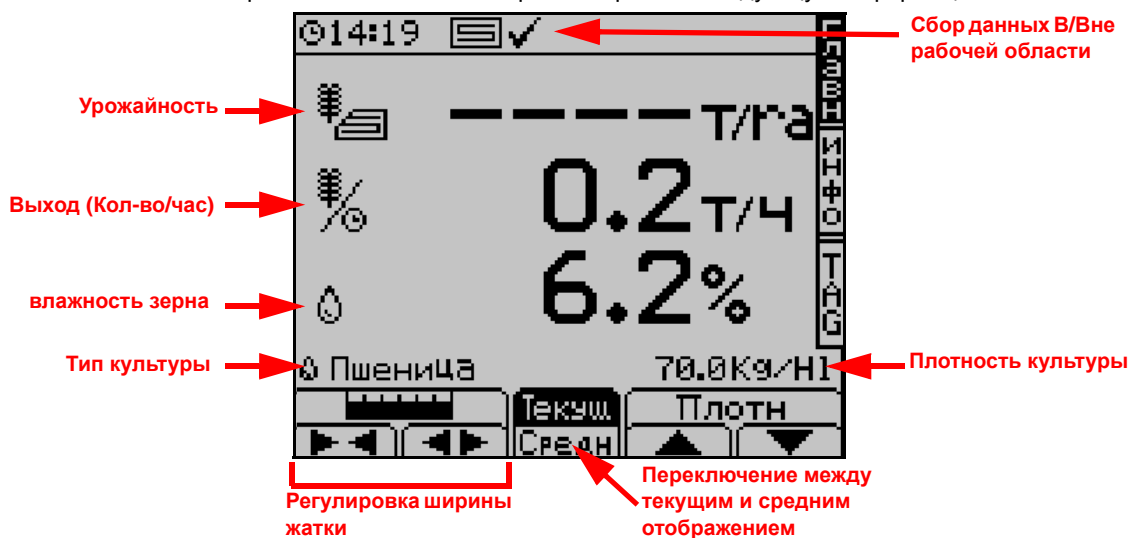 14:19
Сбор данных В/Вне
рабочей области
Урожайность
– – – – т/га
Выход (Кол-во/час)
0.2 т/ч
влажность зерна
6.2%
ГЛАВН
ИНФО
TAG
Тип культуры
Пшеница
70.0Kg/Hl
Плотность культуры
Текущ
Средн
Плотн
Регулировка ширины
жатки
Переключение между
текущим и средним
отображением